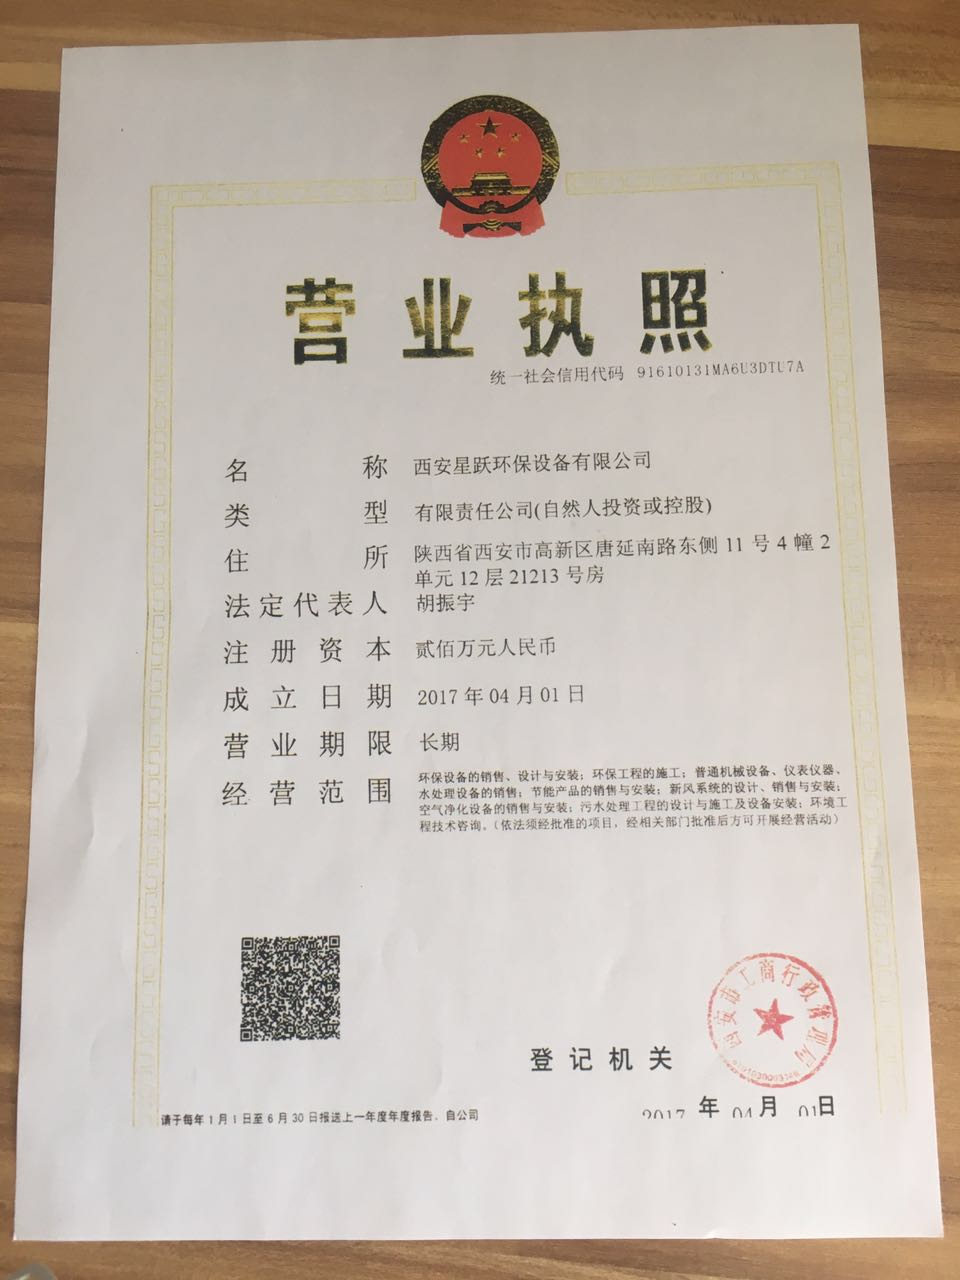 营业执照
统一社会信用代码 91610131MA6U3DTU7A
名称 西安星跃环保设备有限公司
类型 有限责任公司(自然人投资或控股)
住所 陕西省西安市高新区唐延南路东侧 11 号 4 幢 2
单元 12 层 21213 号房
法定代表人 胡振宇
注册资本 贰佰万元人民币
成立日期 2017 年 04 月 01 日
营业期限 长期
经营范围 环保设备的销售、设计与安装；环保工程的施工；普通机械设备、仪表仪器、
水处理设备的销售；节能产品的销售与安装；新风系统的设计、销售与安装；
空气净化设备的销售与安装；污水处理工程的设计与施工及设备安装；环境工
程技术咨询。（依法须经批准的项目，经相关部门批准后方可开展经营活动）
西安市工商行政管理局
登记机关
2017 年 04 月 01 日
请于每年 1 月 1 日至 6 月 30 日报送上一年度年度报告。自公司